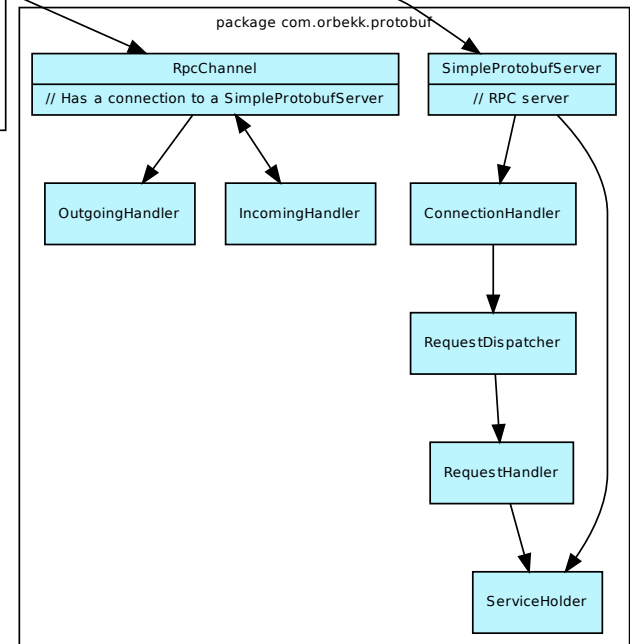 package com.orbekk.protobuf
RpcChannel
// Has a connection to a SimpleProtobufServer
SimpleProtobufServer
// RPC server
OutgoingHandler
IncomingHandler
ConnectionHandler
RequestDispatcher
RequestHandler
ServiceHolder